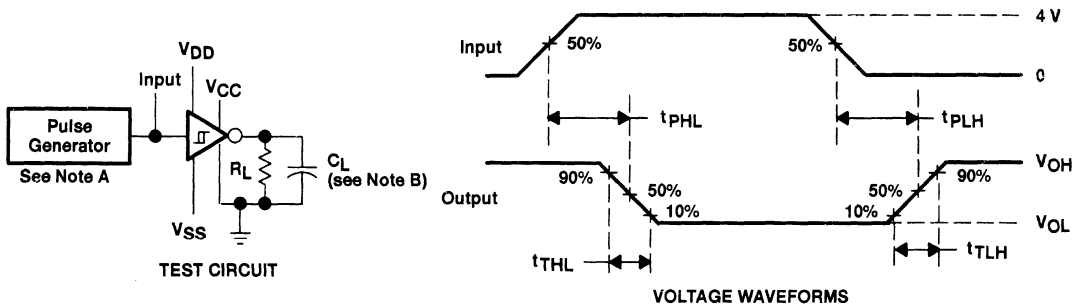 VDD
Input
VCC
Pulse
Generator
See Note A
RL
CL
(see Note B)
VSS
TEST CIRCUIT
Input
50%
50%
4 V
0
tPHL
tPLH
Output
90%
50%
10%
10%
50%
90%
VOH
VOL
tTHL
tTLH
VOLTAGE WAVEFORMS